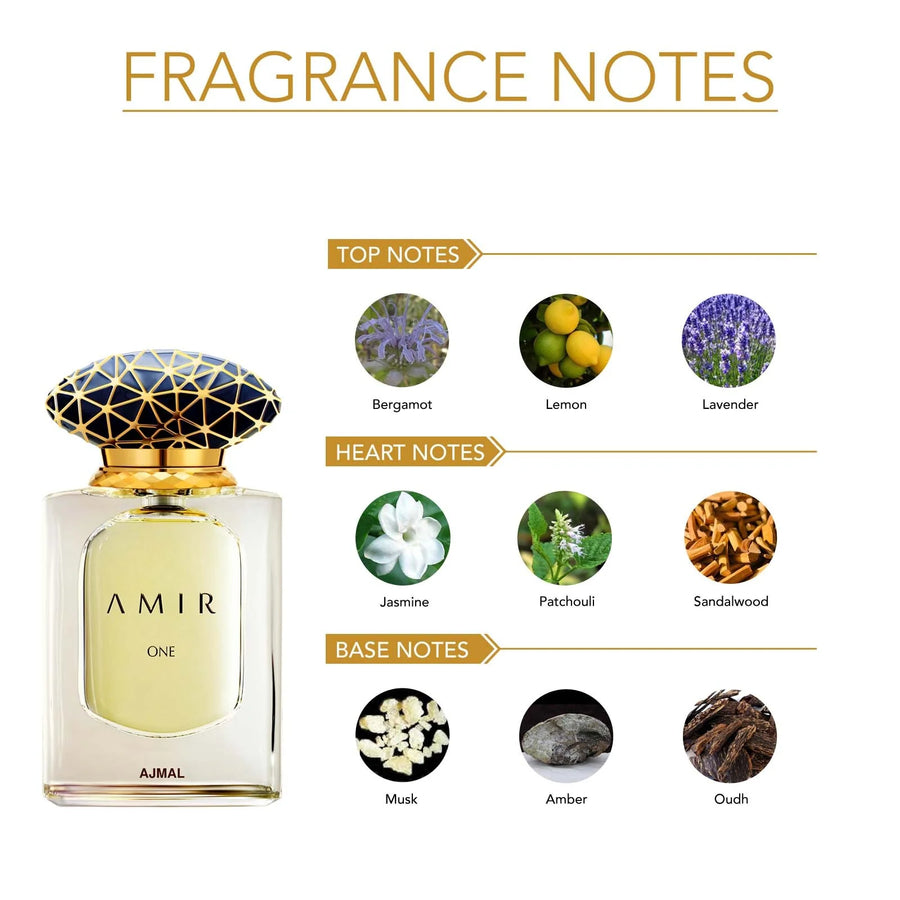 FRAGRANCE NOTES
TOP NOTES
Bergamot Lemon Lavender
HEART NOTES
Jasmine Patchouli Sandalwood
BASE NOTES
Musk Amber Oudh
AMIR
ONE
AJMAL